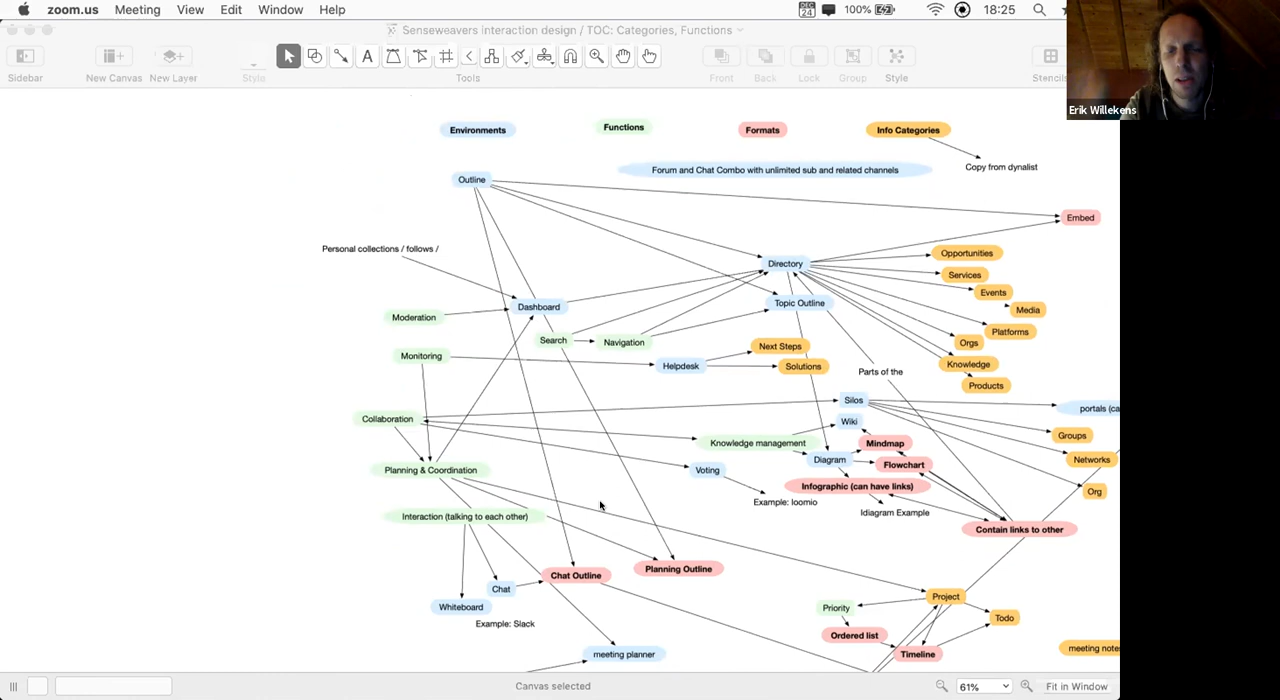 zoom.us Meeting View Edit Window Help DEC 24 100% 18:25
Senseweavers interaction design / TOC: Categories, Functions
Sidebar New Canvas New Layer Style Tools Front Back Lock Group Style Stencils
Erik Willekens
Environments Functions Formats Info Categories
Copy from dynalist
Forum and Chat Combo with unlimited sub and related channels
Outline
Embed
Personal collections / follows /
Opportunities
Directory
Services
Events
Topic Outline
Dashboard
Media
Moderation
Platforms
Search
Navigation
Orgs
Next Steps
Monitoring
Helpdesk
Solutions
Knowledge
Parts of the
Products
Silos
portals (ca
Collaboration
Wiki
Groups
Knowledge management
Mindmap
Diagram
Networks
Flowchart
Planning & Coordination
Voting
Infographic (can have links)
Org
Example: loomio
Idiagram Example
Interaction (talking to each other)
Contain links to other
Planning Outline
Chat Outline
Chat
Project
Whiteboard
Priority
Todo
Example: Slack
Ordered list
meeting planner
Timeline
meeting note
Canvas selected
61%
Fit in Window